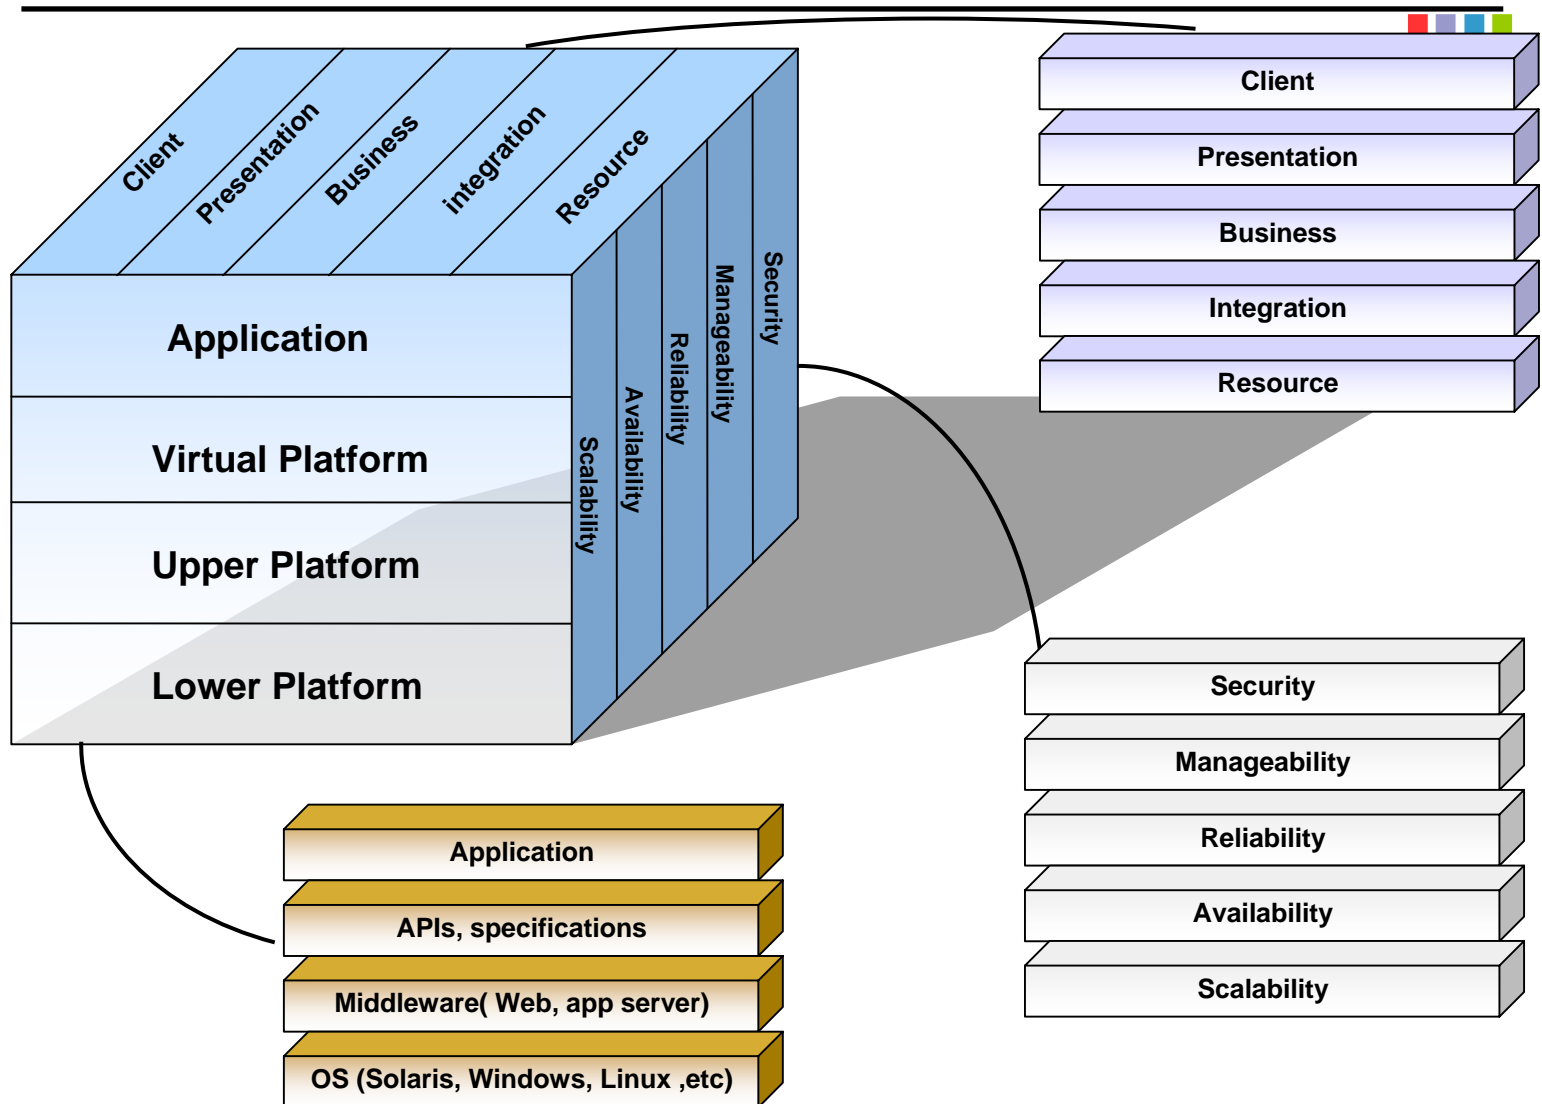 Client
Presentation
Business
integration
Resource
Application
Virtual Platform
Upper Platform
Lower Platform
Scalability
Availability
Reliability
Manageability
Security
Client
Presentation
Business
Integration
Resource
Security
Manageability
Reliability
Availability
Scalability
Application
APIs, specifications
Middleware( Web, app server)
OS (Solaris, Windows, Linux ,etc)